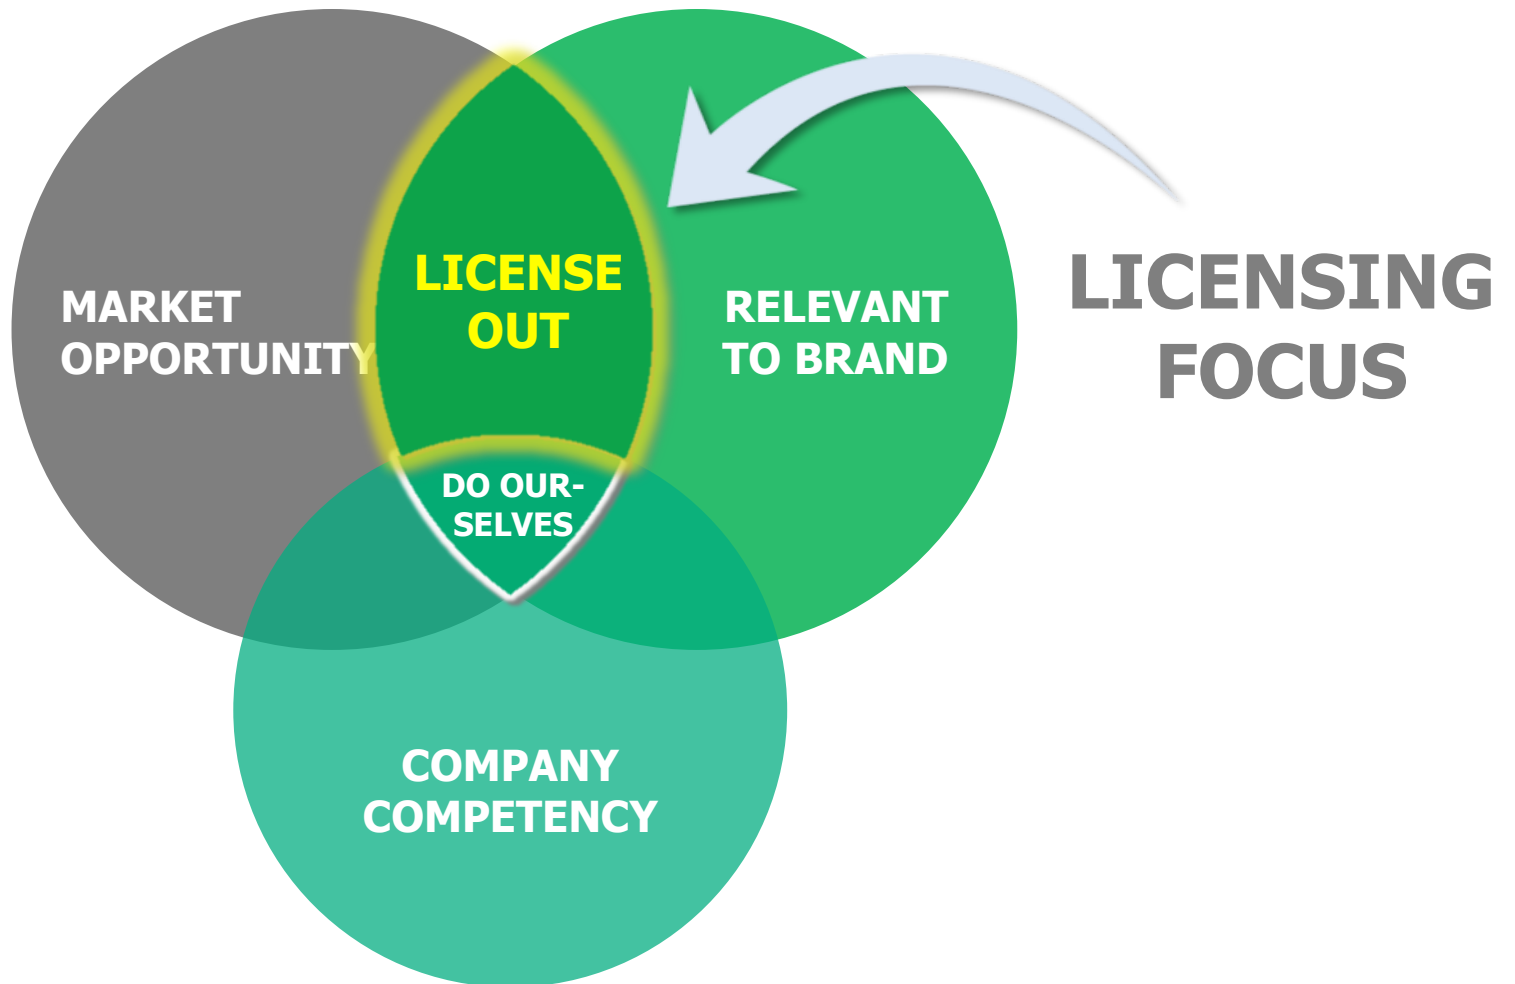 MARKET
OPPORTUNITY
LICENSE
OUT
RELEVANT
TO BRAND
LICENSING
FOCUS
DO OUR-
SELVES
COMPANY
COMPETENCY